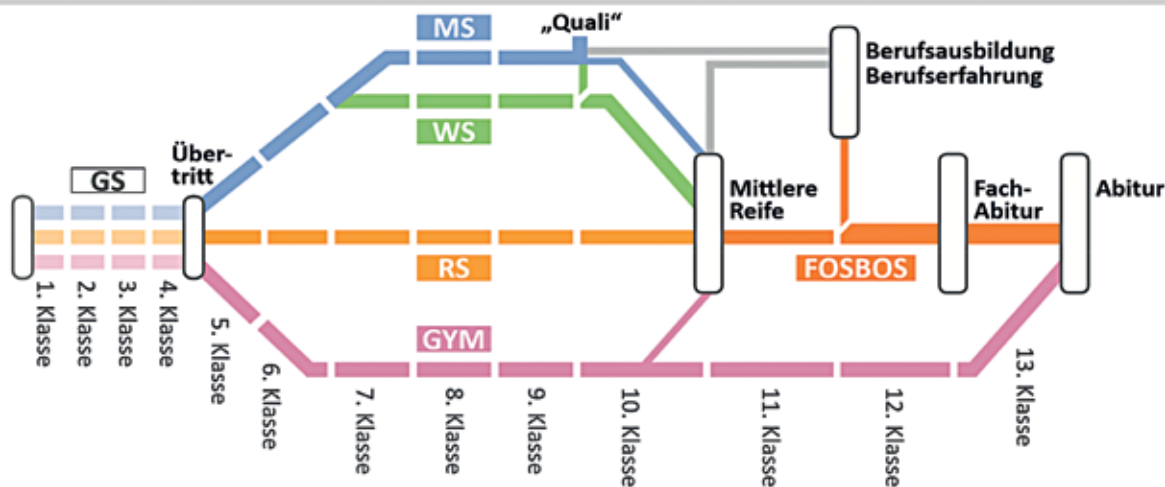 MS
„Quali“
Berufsausbildung
Berufserfahrung
WS
Über-
tritt
GS
Mittlere
Reife
Fach-
Abitur
Abitur
RS
FOSBOS
GYM
1. Klasse
2. Klasse
3. Klasse
4. Klasse
5. Klasse
6. Klasse
7. Klasse
8. Klasse
9. Klasse
10. Klasse
11. Klasse
12. Klasse
13. Klasse